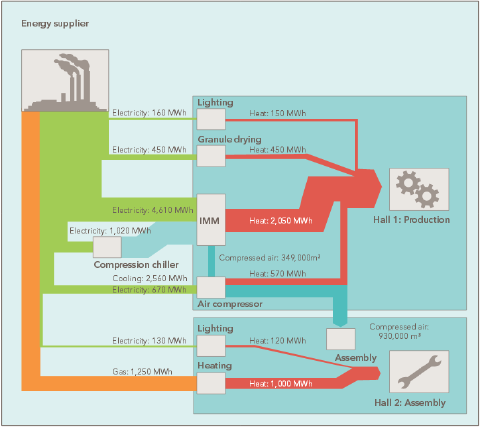 Energy supplier
Lighting
Electricity: 160 MWh
Heat: 150 MWh
Granule drying
Electricity: 450 MWh
Heat: 450 MWh
Electricity: 4,610 MWh
IMM
Heat: 2,050 MWh
Hall 1: Production
Electricity: 1,020 MWh
Compression chiller
Compressed air: 349,000m³
Cooling: 2,560 MWh
Heat: 570 MWh
Electricity: 670 MWh
Air compressor
Lighting
Compressed air:
930,000 m³
Electricity: 130 MWh
Heat: 120 MWh
Assembly
Heating
Gas: 1,250 MWh
Heat: 1,000 MWh
Hall 2: Assembly